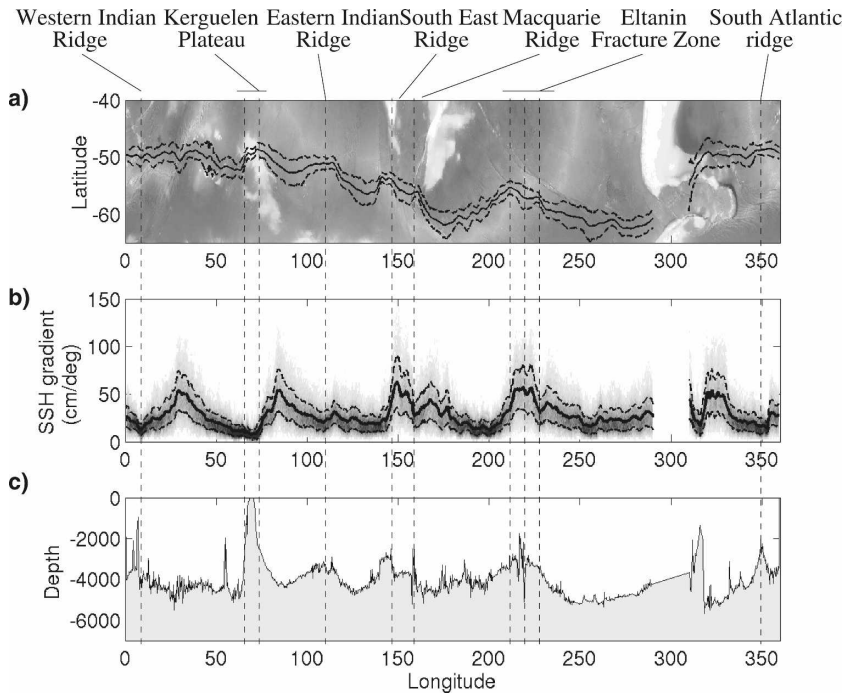 Western Indian Ridge
Kerguelen Plateau
Eastern Indian Ridge
South East Ridge
Macquarie Ridge
Eltanin Fracture Zone
South Atlantic ridge
a)
-40
-50
-60
Latitude
0 50 100 150 200 250 300 350
b)
150
100
50
0
SSH gradient
(cm/deg)
0 50 100 150 200 250 300 350
c)
0
-2000
-4000
-6000
Depth
0 50 100 150 200 250 300 350
Longitude